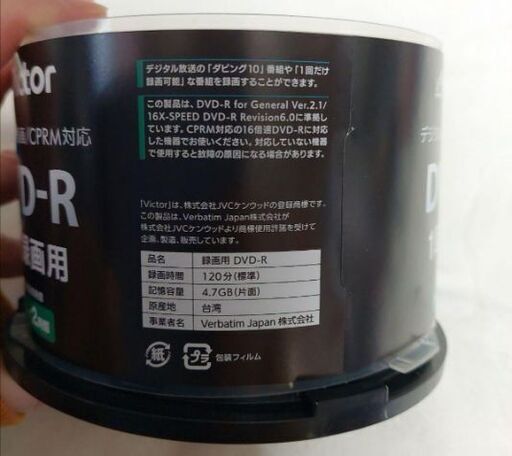 ctor
デジタル放送の「ダビング10」番組や「1回だけ
録画可能」な番組を録画することができます。
この製品は、DVD-R for General Ver.2.1/
16X-SPEED DVD-R Revision6.0に準拠し
ています。CPRM対応の16倍速DVD-Rに対応
した機器でお使いください。対応していない機器
で使用すると故障の原因になる場合があります。
画/CPRM対応
D-R
録画用
「Victor」は、株式会社JVCケンウッドの登録商標です。
この製品は、Verbatim Japan株式会社が
株式会社JVCケンウッドより商標使用許諾を受けて
企画、製造、販売しています。
品名 録画用 DVD-R
録画時間 120分(標準)
記憶容量 4.7GB(片面)
原産地 台湾
事業者名 Verbatim Japan 株式会社
紙 プラ 包装フィルム
デジ
D